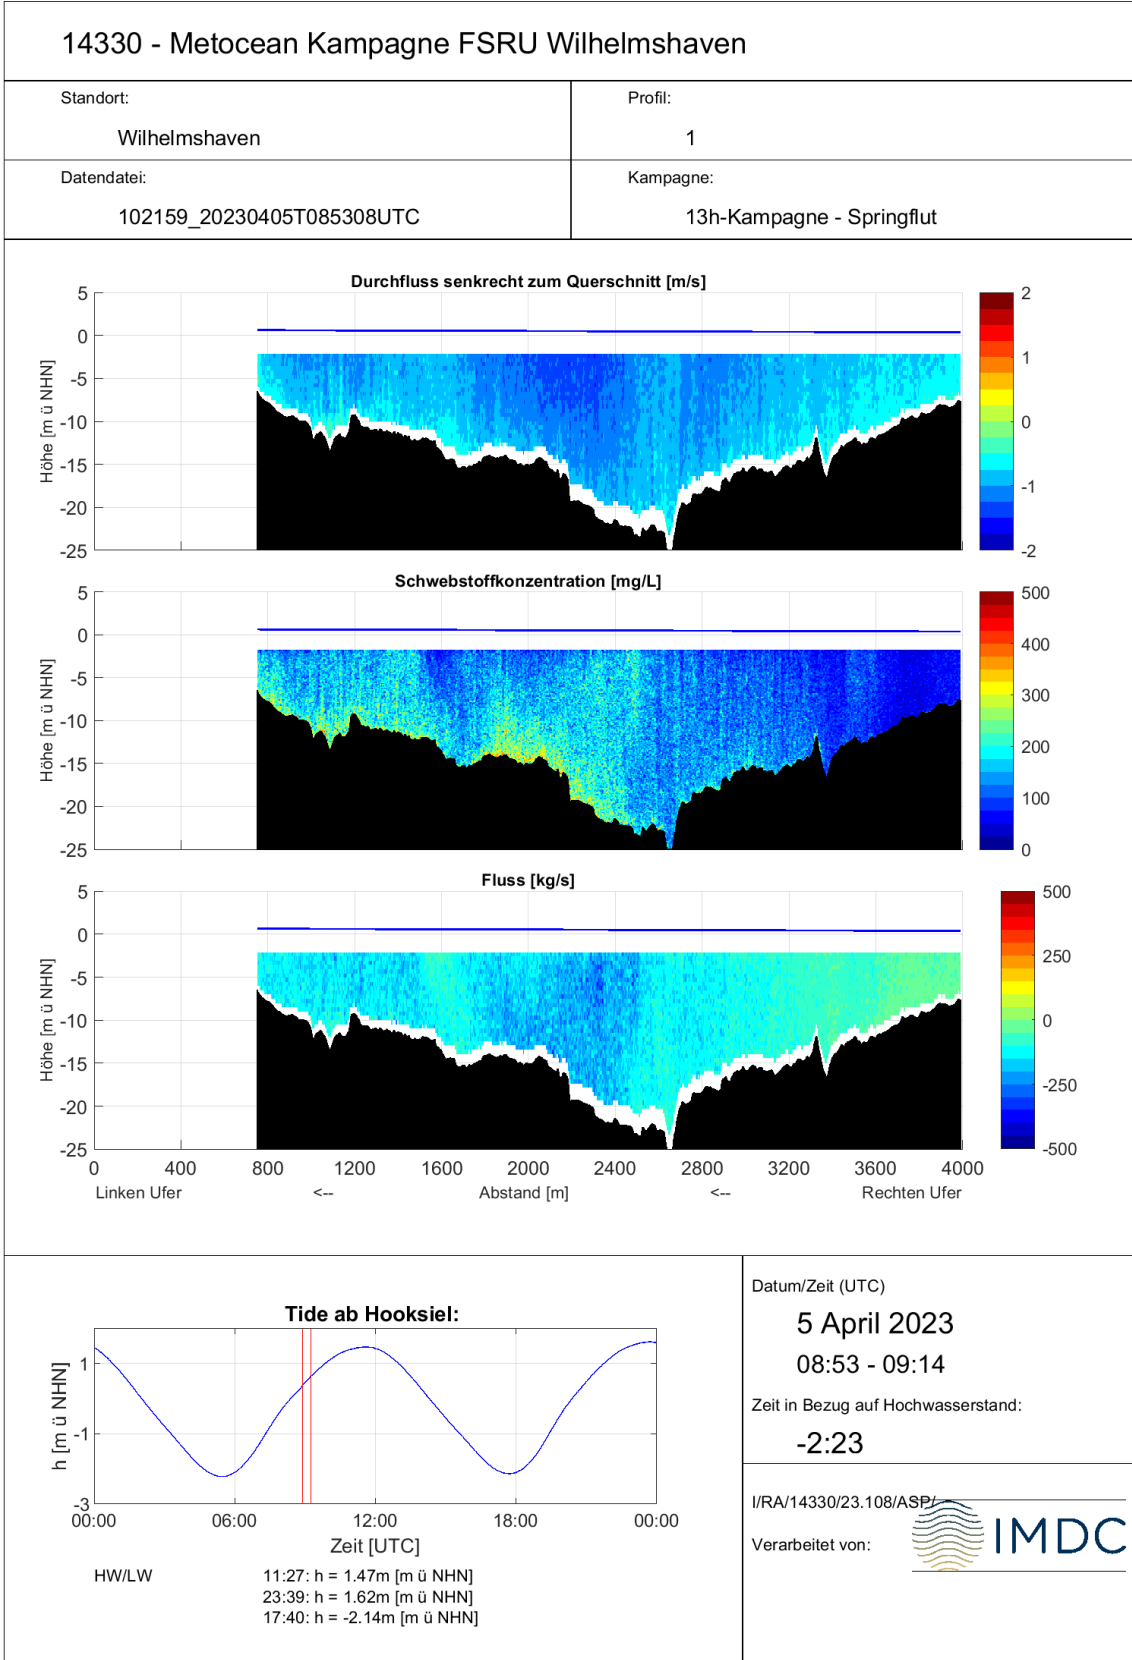 14330 - Metocean Kampagne FSRU Wilhelmshaven
Standort:
Wilhelmshaven
Profil:
1
Datendatei:
102159_20230405T085308UTC
Kampagne:
13h-Kampagne - Springflut
Durchfluss senkrecht zum Querschnitt [m/s]
Höhe [m ü NHN]
5
0
-5
-10
-15
-20
-25
2
1
0
-1
-2
Schwebstoffkonzentration [mg/L]
Höhe [m ü NHN]
5
0
-5
-10
-15
-20
-25
500
400
300
200
100
0
Fluss [kg/s]
Höhe [m ü NHN]
5
0
-5
-10
-15
-20
-25
500
250
0
-250
-500
0 400 800 1200 1600 2000 2400 2800 3200 3600 4000
Linken Ufer <-- Abstand [m] <-- Rechten Ufer
Tide ab Hooksiel:
h [m ü NHN]
1
-1
-3
00:00 06:00 12:00 18:00 00:00
Zeit [UTC]
HW/LW
11:27: h = 1.47m [m ü NHN]
23:39: h = 1.62m [m ü NHN]
17:40: h = -2.14m [m ü NHN]
Datum/Zeit (UTC)
5 April 2023
08:53 - 09:14
Zeit in Bezug auf Hochwasserstand:
-2:23
I/RA/14330/23.108/ASP/
Verarbeitet von:
IMDC